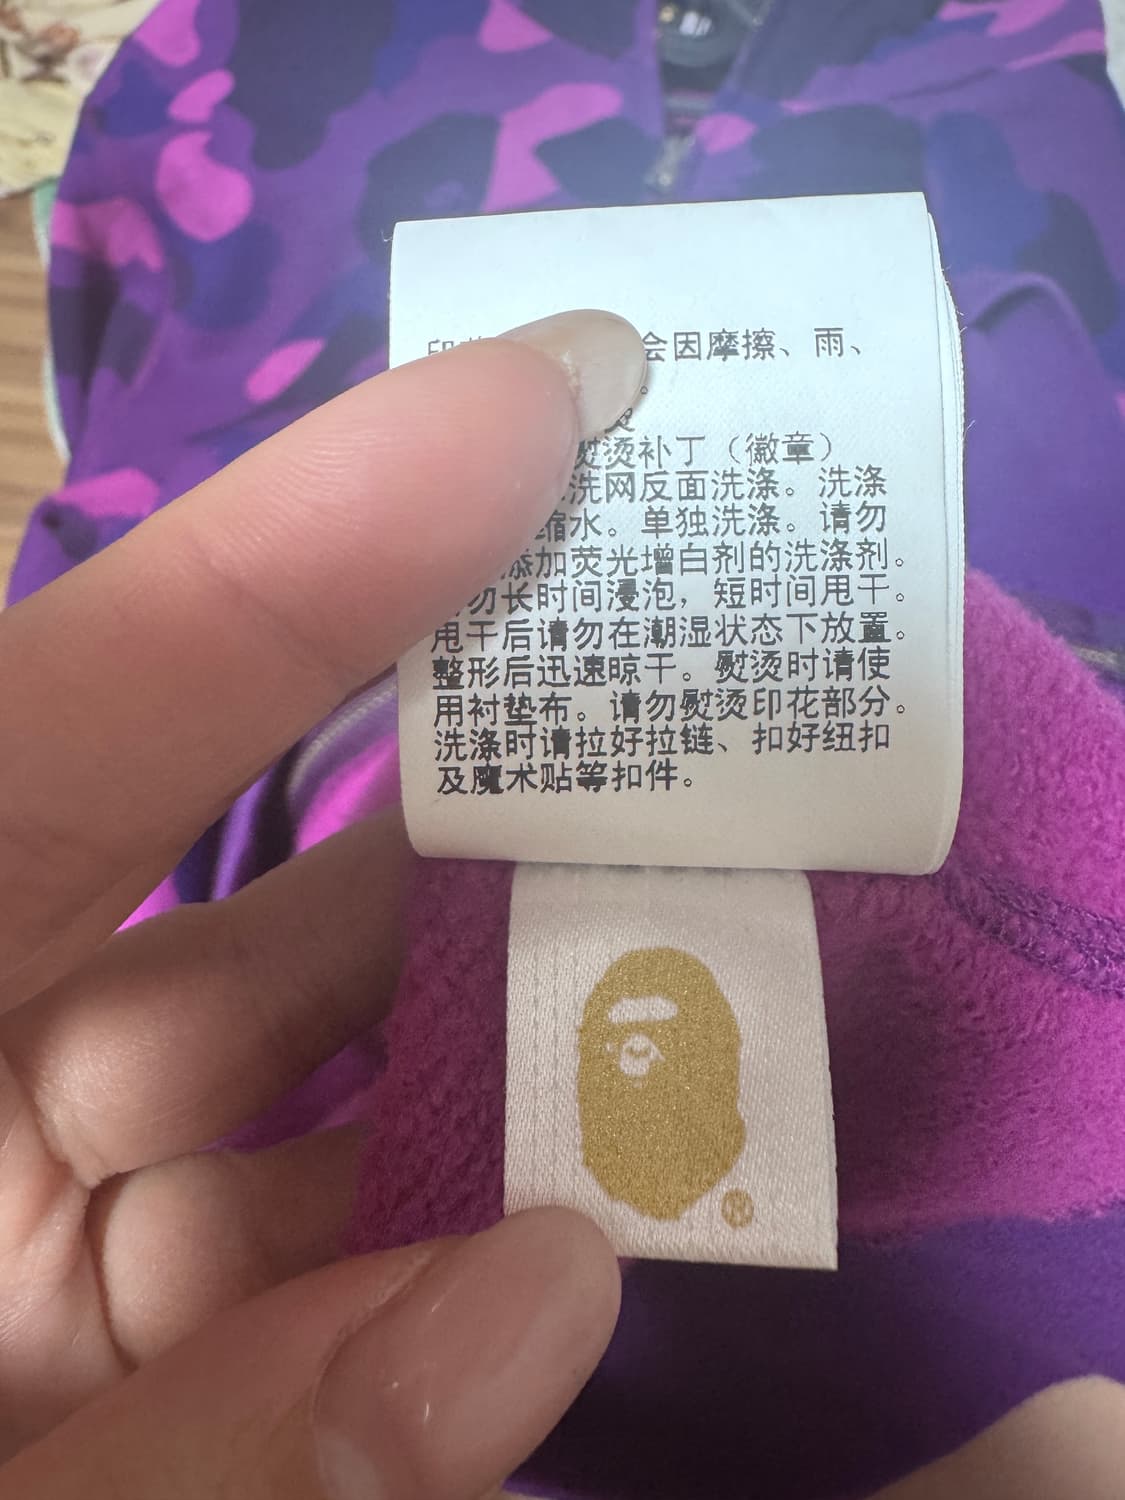 会因摩擦、雨、
。
烫
熨烫补丁（徽章）
洗网反面洗涤。洗涤
缩水。单独洗涤。请勿
添加荧光增白剂的洗涤剂。
勿长时间浸泡，短时间甩干。
甩干后请勿在潮湿状态下放置。
整形后迅速晾干。熨烫时请使
用衬垫布。请勿熨烫印花部分。
洗涤时请拉好拉链、扣好纽扣
及魔术贴等扣件。
®